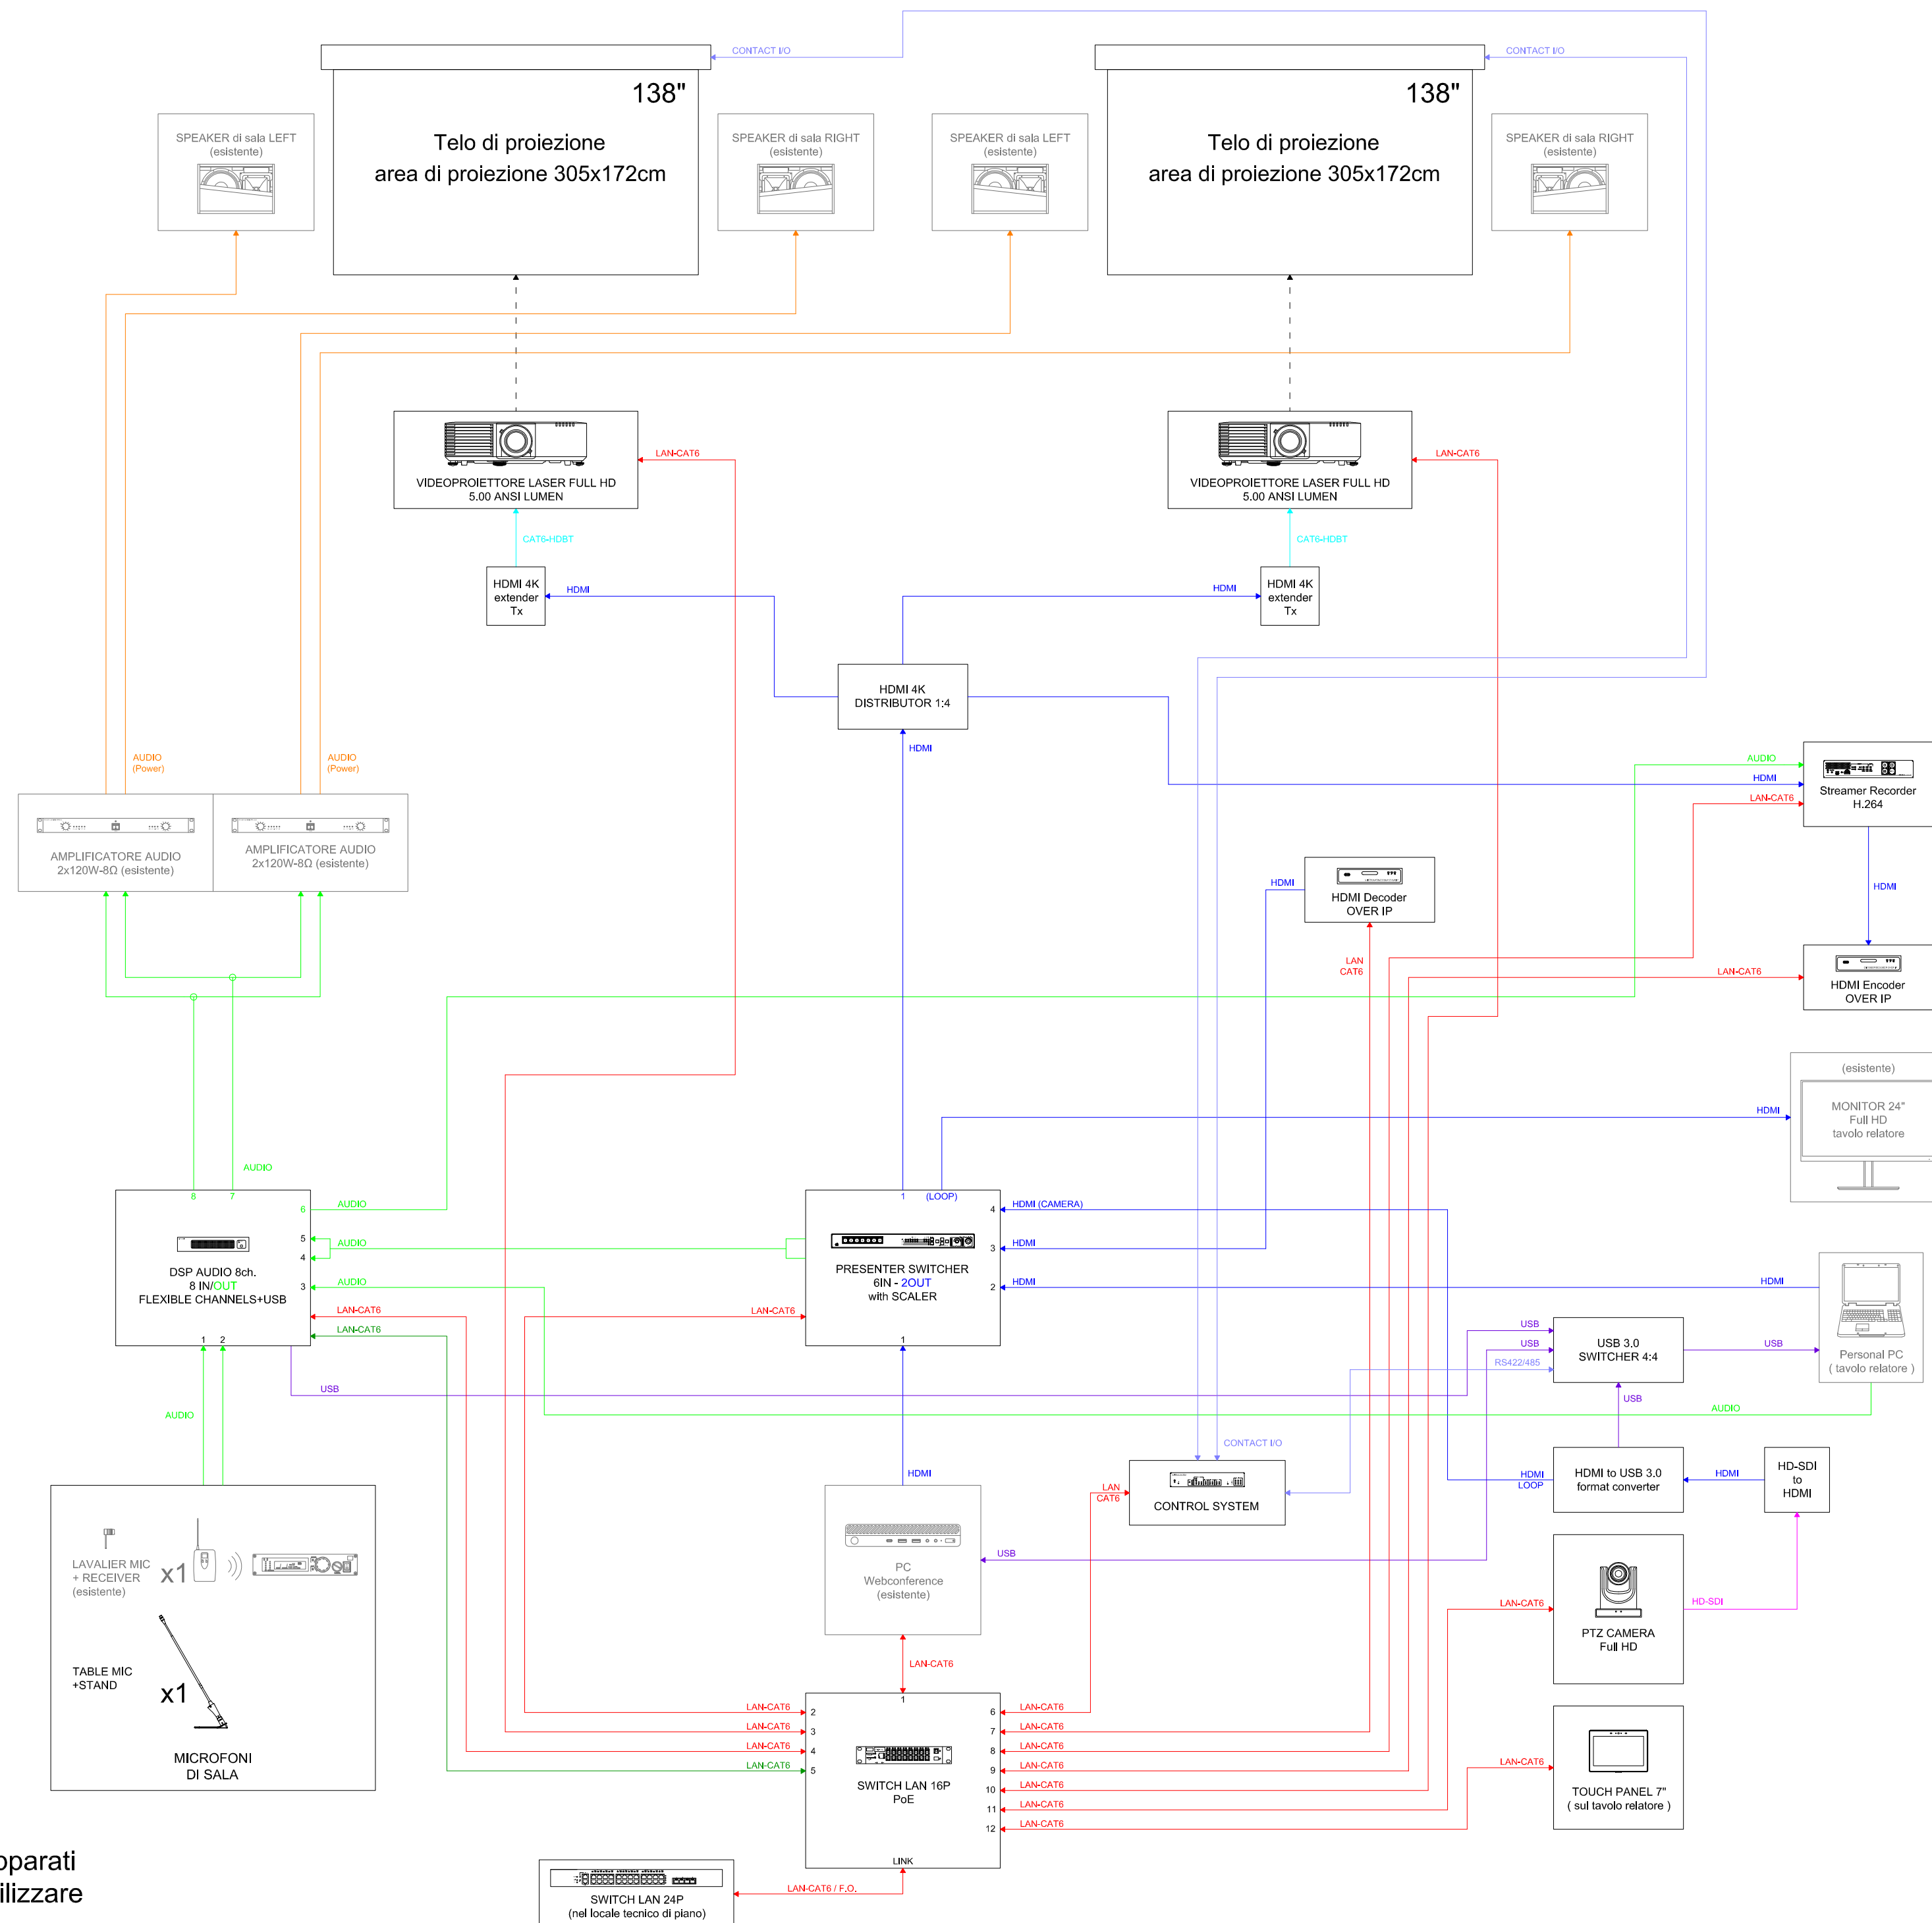 CONTACT I/O
CONTACT I/O
138"
138"
Telo di proiezione
area di proiezione 305x172cm
Telo di proiezione
area di proiezione 305x172cm
SPEAKER di sala LEFT
(esistente)
SPEAKER di sala RIGHT
(esistente)
SPEAKER di sala LEFT
(esistente)
SPEAKER di sala RIGHT
(esistente)
LAN-CAT6
LAN-CAT6
VIDEOPROIETTORE LASER FULL HD
5.00 ANSI LUMEN
VIDEOPROIETTORE LASER FULL HD
5.00 ANSI LUMEN
CAT6-HDBT
CAT6-HDBT
HDMI 4K
extender
Tx
HDMI
HDMI
HDMI 4K
extender
Tx
HDMI 4K
DISTRIBUTOR 1:4
HDMI
AUDIO
(Power)
AUDIO
(Power)
AUDIO
HDMI
LAN-CAT6
Streamer Recorder
H.264
AMPLIFICATORE AUDIO
2x120W-8Ω (esistente)
AMPLIFICATORE AUDIO
2x120W-8Ω (esistente)
HDMI
HDMI
HDMI Decoder
OVER IP
LAN
CAT6
LAN-CAT6
HDMI Encoder
OVER IP
(esistente)
MONITOR 24"
Full HD
tavolo relatore
HDMI
AUDIO
8 7
6
5
4
3
1 2
AUDIO
AUDIO
AUDIO
LAN-CAT6
LAN-CAT6
DSP AUDIO 8ch.
8 IN/OUT
FLEXIBLE CHANNELS+USB
1 (LOOP)
4
3
2
1
HDMI (CAMERA)
HDMI
HDMI
HDMI
LAN-CAT6
PRESENTER SWITCHER
6IN - 2OUT
with SCALER
Personal PC
( tavolo relatore )
USB
USB
RS422/485
USB 3.0
SWITCHER 4:4
USB
USB
USB
AUDIO
AUDIO
CONTACT I/O
HDMI
LAN
CAT6
CONTROL SYSTEM
HDMI
LOOP
HDMI to USB 3.0
format converter
HDMI
HD-SDI
to
HDMI
LAVALIER MIC
+ RECEIVER
(esistente)
x1
TABLE MIC
+STAND
x1
MICROFONI
DI SALA
PC
Webconference
(esistente)
USB
LAN-CAT6
LAN-CAT6
HD-SDI
PTZ CAMERA
Full HD
LAN-CAT6
TOUCH PANEL 7"
( sul tavolo relatore )
1
LAN-CAT6 2
LAN-CAT6 3
LAN-CAT6 4
LAN-CAT6 5
6 LAN-CAT6
7 LAN-CAT6
8 LAN-CAT6
9 LAN-CAT6
10 LAN-CAT6
11 LAN-CAT6
12 LAN-CAT6
SWITCH LAN 16P
PoE
LINK
LAN-CAT6 / F.O.
SWITCH LAN 24P
(nel locale tecnico di piano)
pparati
ilizzare